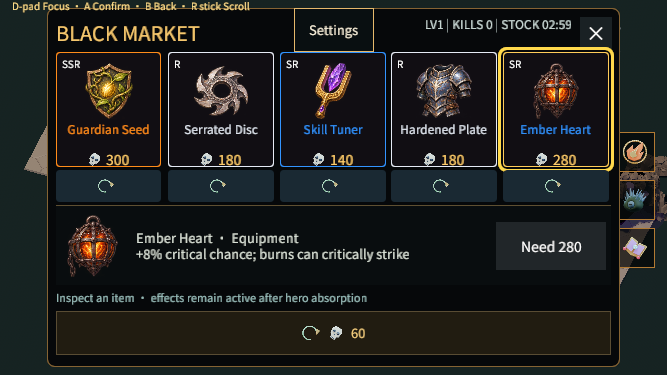 D-pad Focus • A Confirm • B Back • R stick Scroll
BLACK MARKET
Settings
LV1 | KILLS 0 | STOCK 02:59
SSR
Guardian Seed
300
R
Serrated Disc
180
SR
Skill Tuner
140
R
Hardened Plate
180
SR
Ember Heart
280
Ember Heart • Equipment
+8% critical chance; burns can critically strike
Need 280
Inspect an item • effects remain active after hero absorption
60